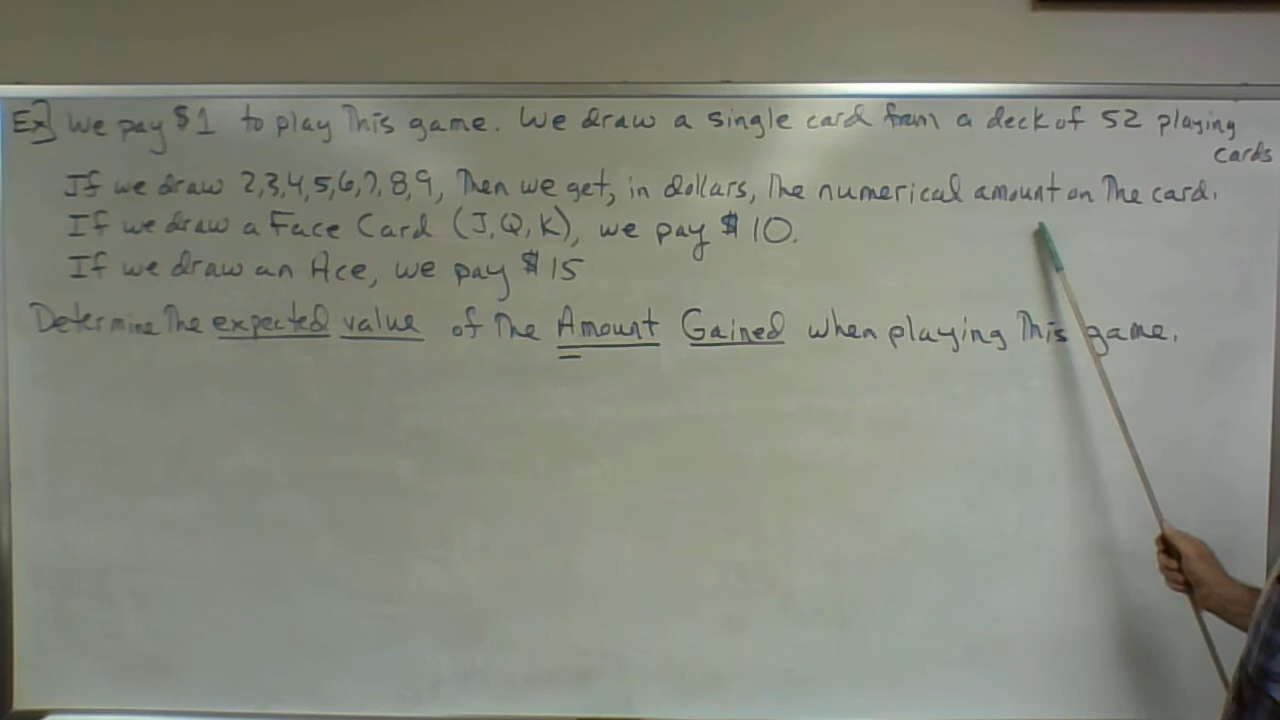 Ex] We pay $1 to play This game. We draw a single card from a deck of 52 playing
cards
If we draw 2,3,4,5,6,7,8,9, Then we get, in dollars, The numerical amount on The card.
If we draw a Face Card (J,Q,K), we pay $10.
If we draw an Ace, we pay $15
Determine The expected value of The Amount Gained when playing This game.